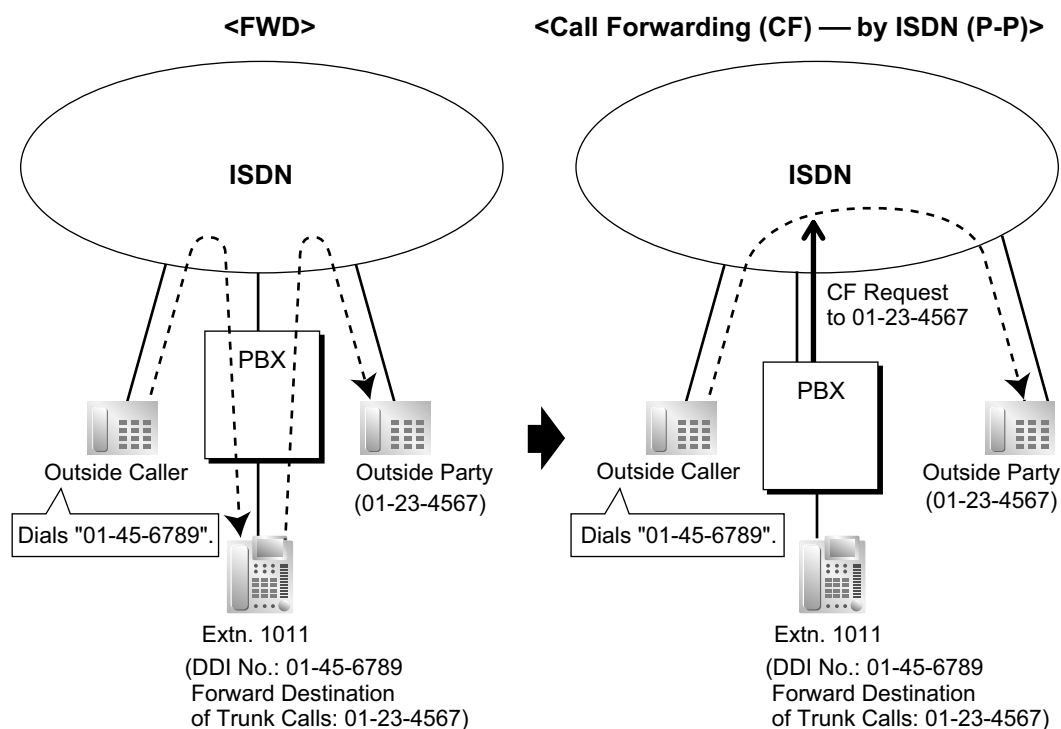 <FWD>
ISDN
PBX
Outside Caller
Dials "01-45-6789".
Outside Party
(01-23-4567)
Extn. 1011
(DDI No.: 01-45-6789
Forward Destination
of Trunk Calls: 01-23-4567)
<Call Forwarding (CF) — by ISDN (P-P)>
ISDN
CF Request
to 01-23-4567
PBX
Outside Caller
Dials "01-45-6789".
Outside Party
(01-23-4567)
Extn. 1011
(DDI No.: 01-45-6789
Forward Destination
of Trunk Calls: 01-23-4567)